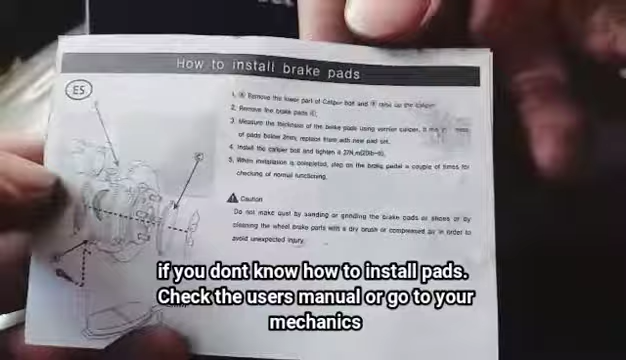 How to install brake pads
E5
1. Ⓐ Remove the lower part of Caliper bolt and raise up the caliper
2. Remove the brake pads
3. Measure the thickness of the brake pads using vernier caliper, it
of pads below 2mm, replace them with new pad set.
4. Install the caliper bolt and tighten it
5. When installation is completed, step on the brake pedal a couple of times for
checking of normal functioning.
Caution
Do not make dust by sanding or grinding the brake pads or shoes or by
cleaning the wheel brake parts with a dry brush or compressed air in order to
avoid unexpected injury.
if you dont know how to install pads.
Check the users manual or go to your
mechanics